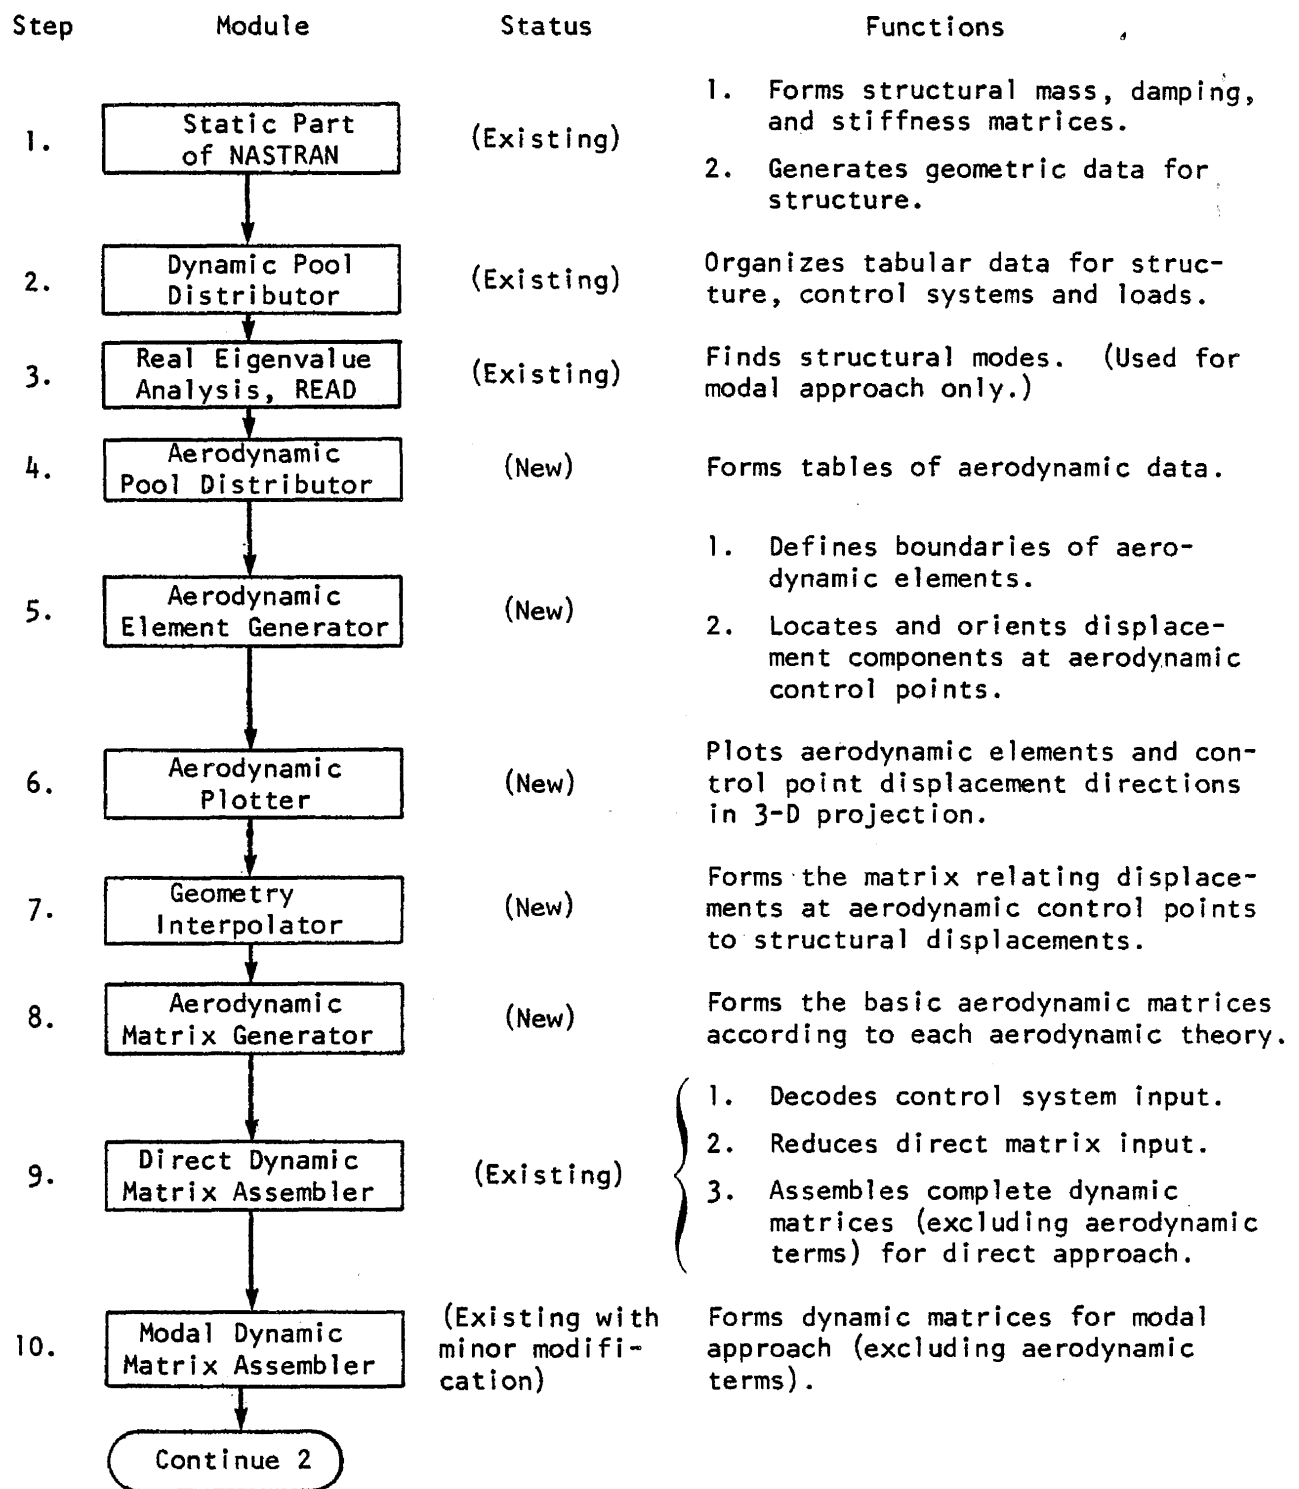 Step Module Status Functions
1. Static Part
of NASTRAN
(Existing)
1. Forms structural mass, damping,
and stiffness matrices.
2. Generates geometric data for
structure.
2. Dynamic Pool
Distributor
(Existing)
Organizes tabular data for struc-
ture, control systems and loads.
3. Real Eigenvalue
Analysis, READ
(Existing)
Finds structural modes. (Used for
modal approach only.)
4. Aerodynamic
Pool Distributor
(New)
Forms tables of aerodynamic data.
5. Aerodynamic
Element Generator
(New)
1. Defines boundaries of aero-
dynamic elements.
2. Locates and orients displace-
ment components at aerodynamic
control points.
6. Aerodynamic
Plotter
(New)
Plots aerodynamic elements and con-
trol point displacement directions
in 3-D projection.
7. Geometry
Interpolator
(New)
Forms the matrix relating displace-
ments at aerodynamic control points
to structural displacements.
8. Aerodynamic
Matrix Generator
(New)
Forms the basic aerodynamic matrices
according to each aerodynamic theory.
9. Direct Dynamic
Matrix Assembler
(Existing)
1. Decodes control system input.
2. Reduces direct matrix input.
3. Assembles complete dynamic
matrices (excluding aerodynamic
terms) for direct approach.
10. Modal Dynamic
Matrix Assembler
(Existing with
minor modifi-
cation)
Forms dynamic matrices for modal
approach (excluding aerodynamic
terms).
Continue 2